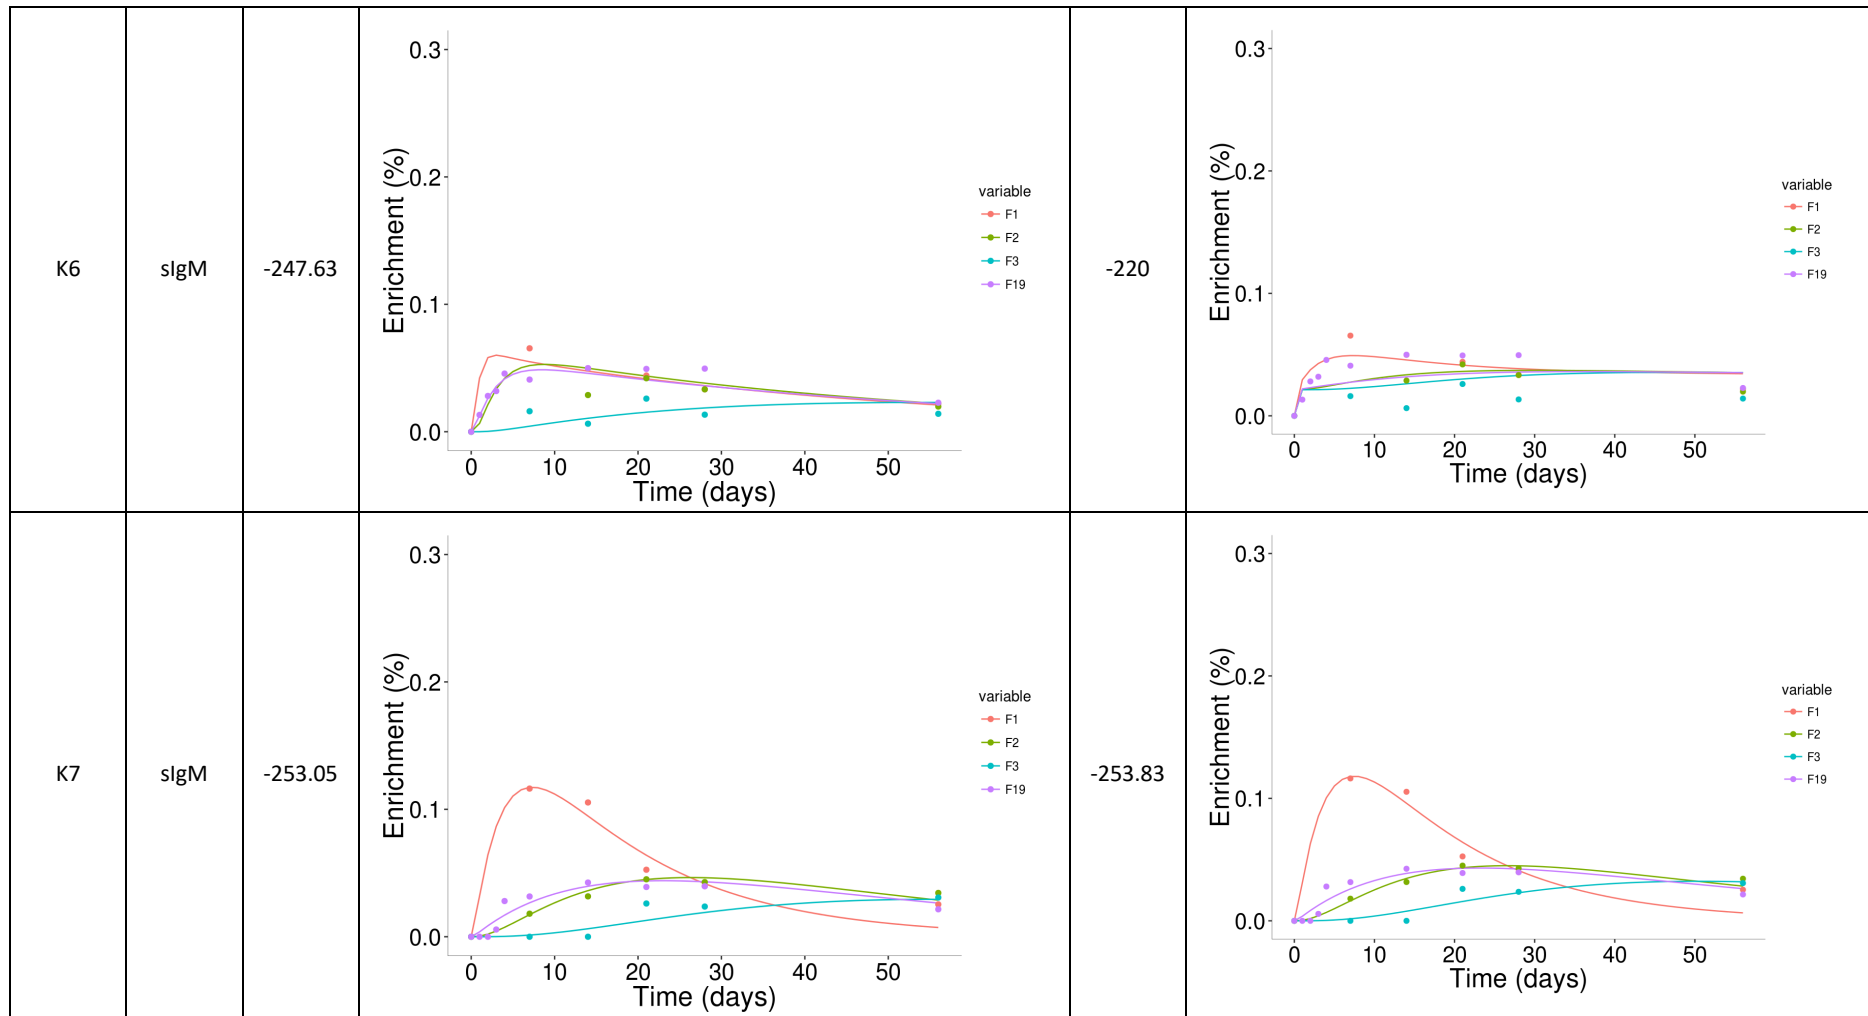 K6
sIgM
-247.63
0.3
0.2
0.1
0.0
Enrichment (%)
0 10 20 30 40 50
Time (days)
variable
F1
F2
F3
F19
-220
0.3
0.2
0.1
0.0
Enrichment (%)
0 10 20 30 40 50
Time (days)
variable
F1
F2
F3
F19
K7
sIgM
-253.05
0.3
0.2
0.1
0.0
Enrichment (%)
0 10 20 30 40 50
Time (days)
variable
F1
F2
F3
F19
-253.83
0.3
0.2
0.1
0.0
Enrichment (%)
0 10 20 30 40 50
Time (days)
variable
F1
F2
F3
F19